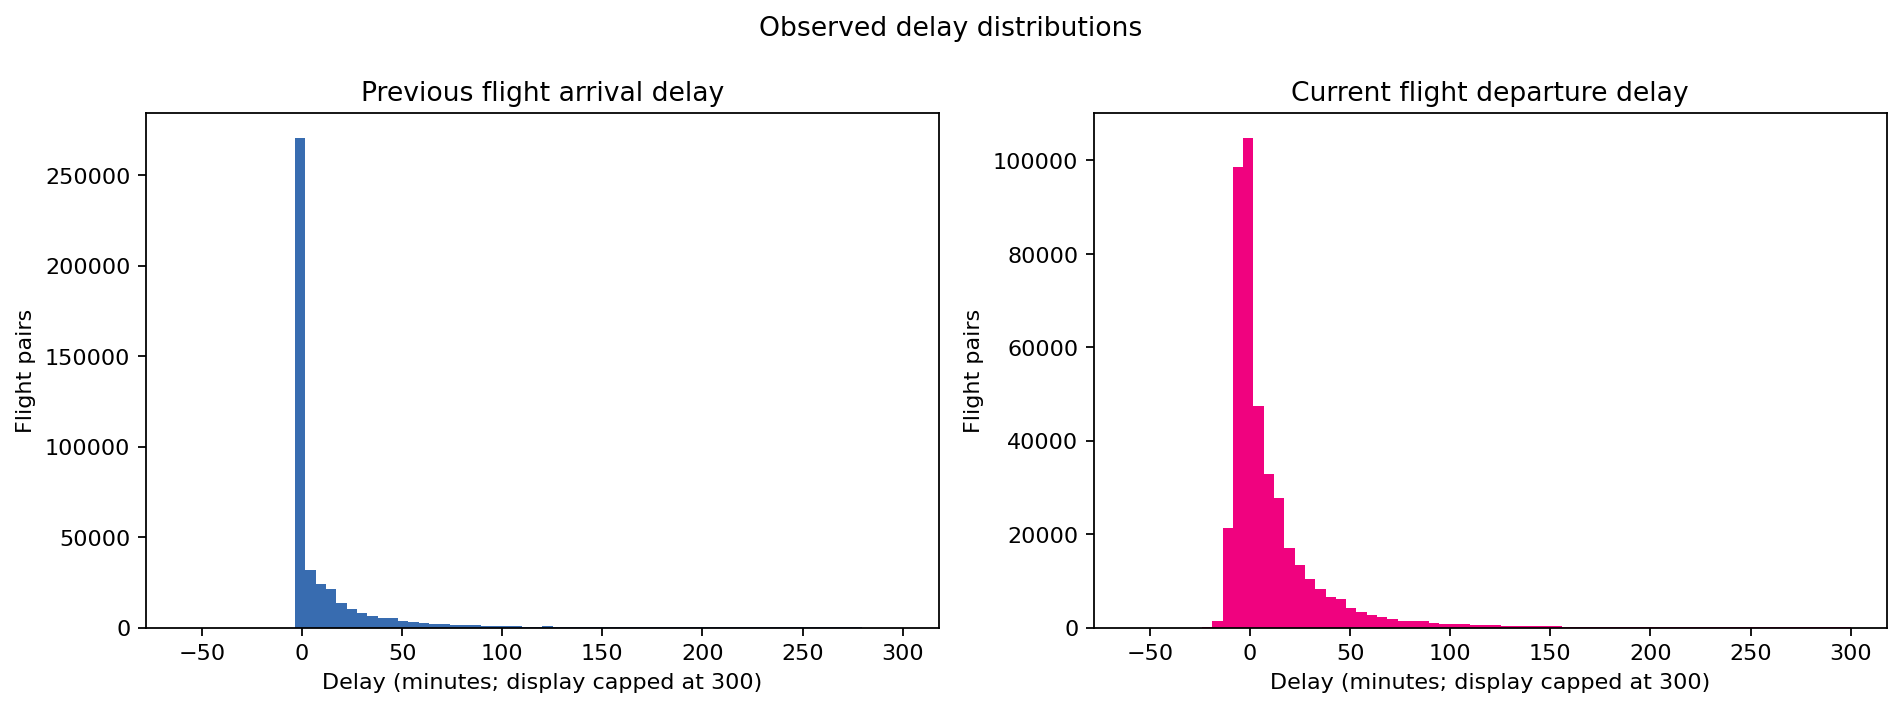 Observed delay distributions
Previous flight arrival delay
Flight pairs
250000
200000
150000
100000
50000
0
−50 0 50 100 150 200 250 300
Delay (minutes; display capped at 300)
Current flight departure delay
Flight pairs
100000
80000
60000
40000
20000
0
−50 0 50 100 150 200 250 300
Delay (minutes; display capped at 300)